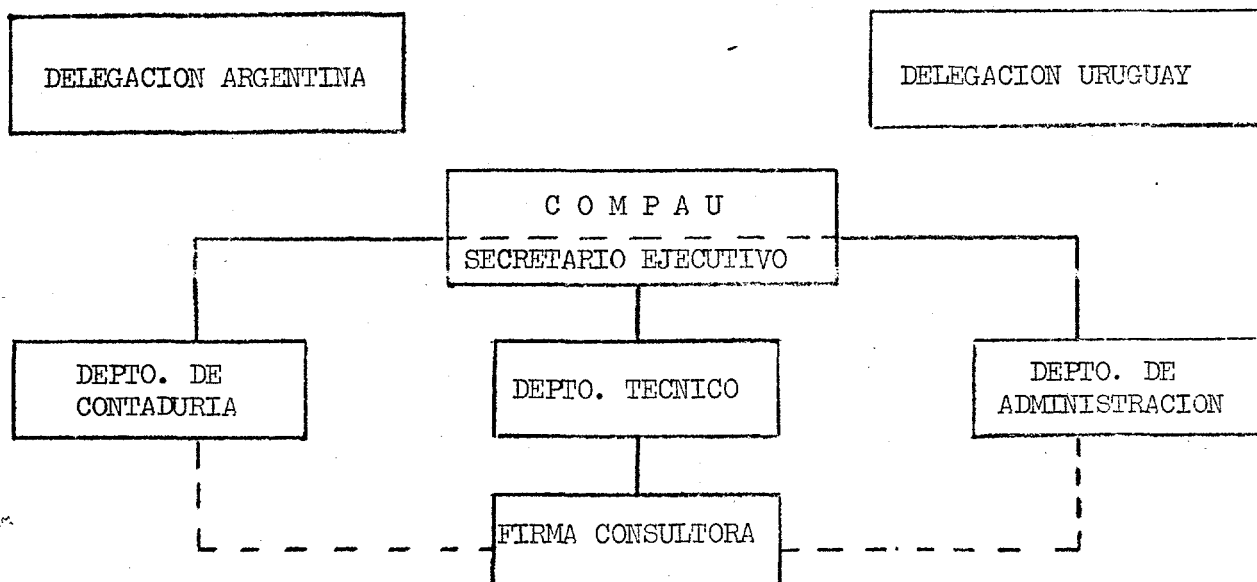 DELEGACION ARGENTINA
DELEGACION URUGUAY
C O M P A U
SECRETARIO EJECUTIVO
DEPTO. DE
CONTADURIA
DEPTO. TECNICO
DEPTO. DE
ADMINISTRACION
FIRMA CONSULTORA